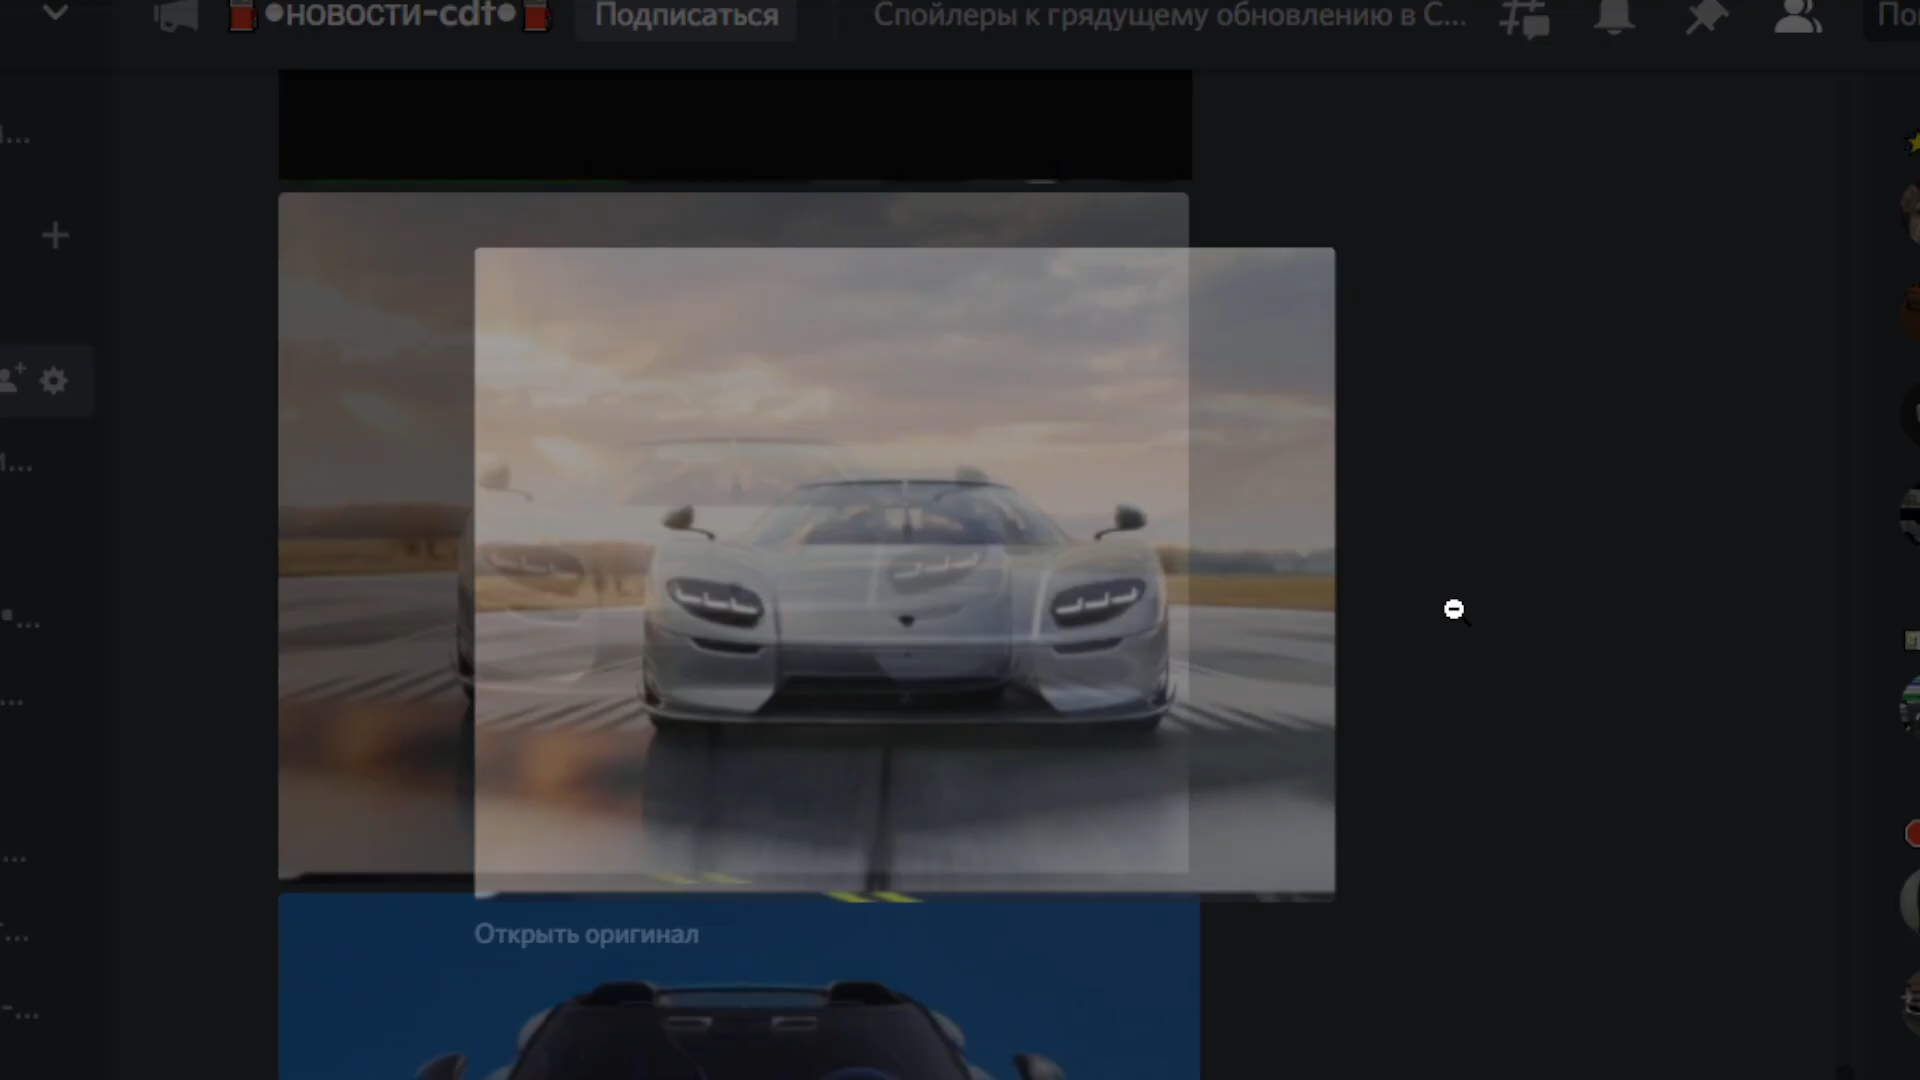 ●новости-cdt●
Подписаться
Спойлеры к грядущему обновлению в С...
Открыть оригинал